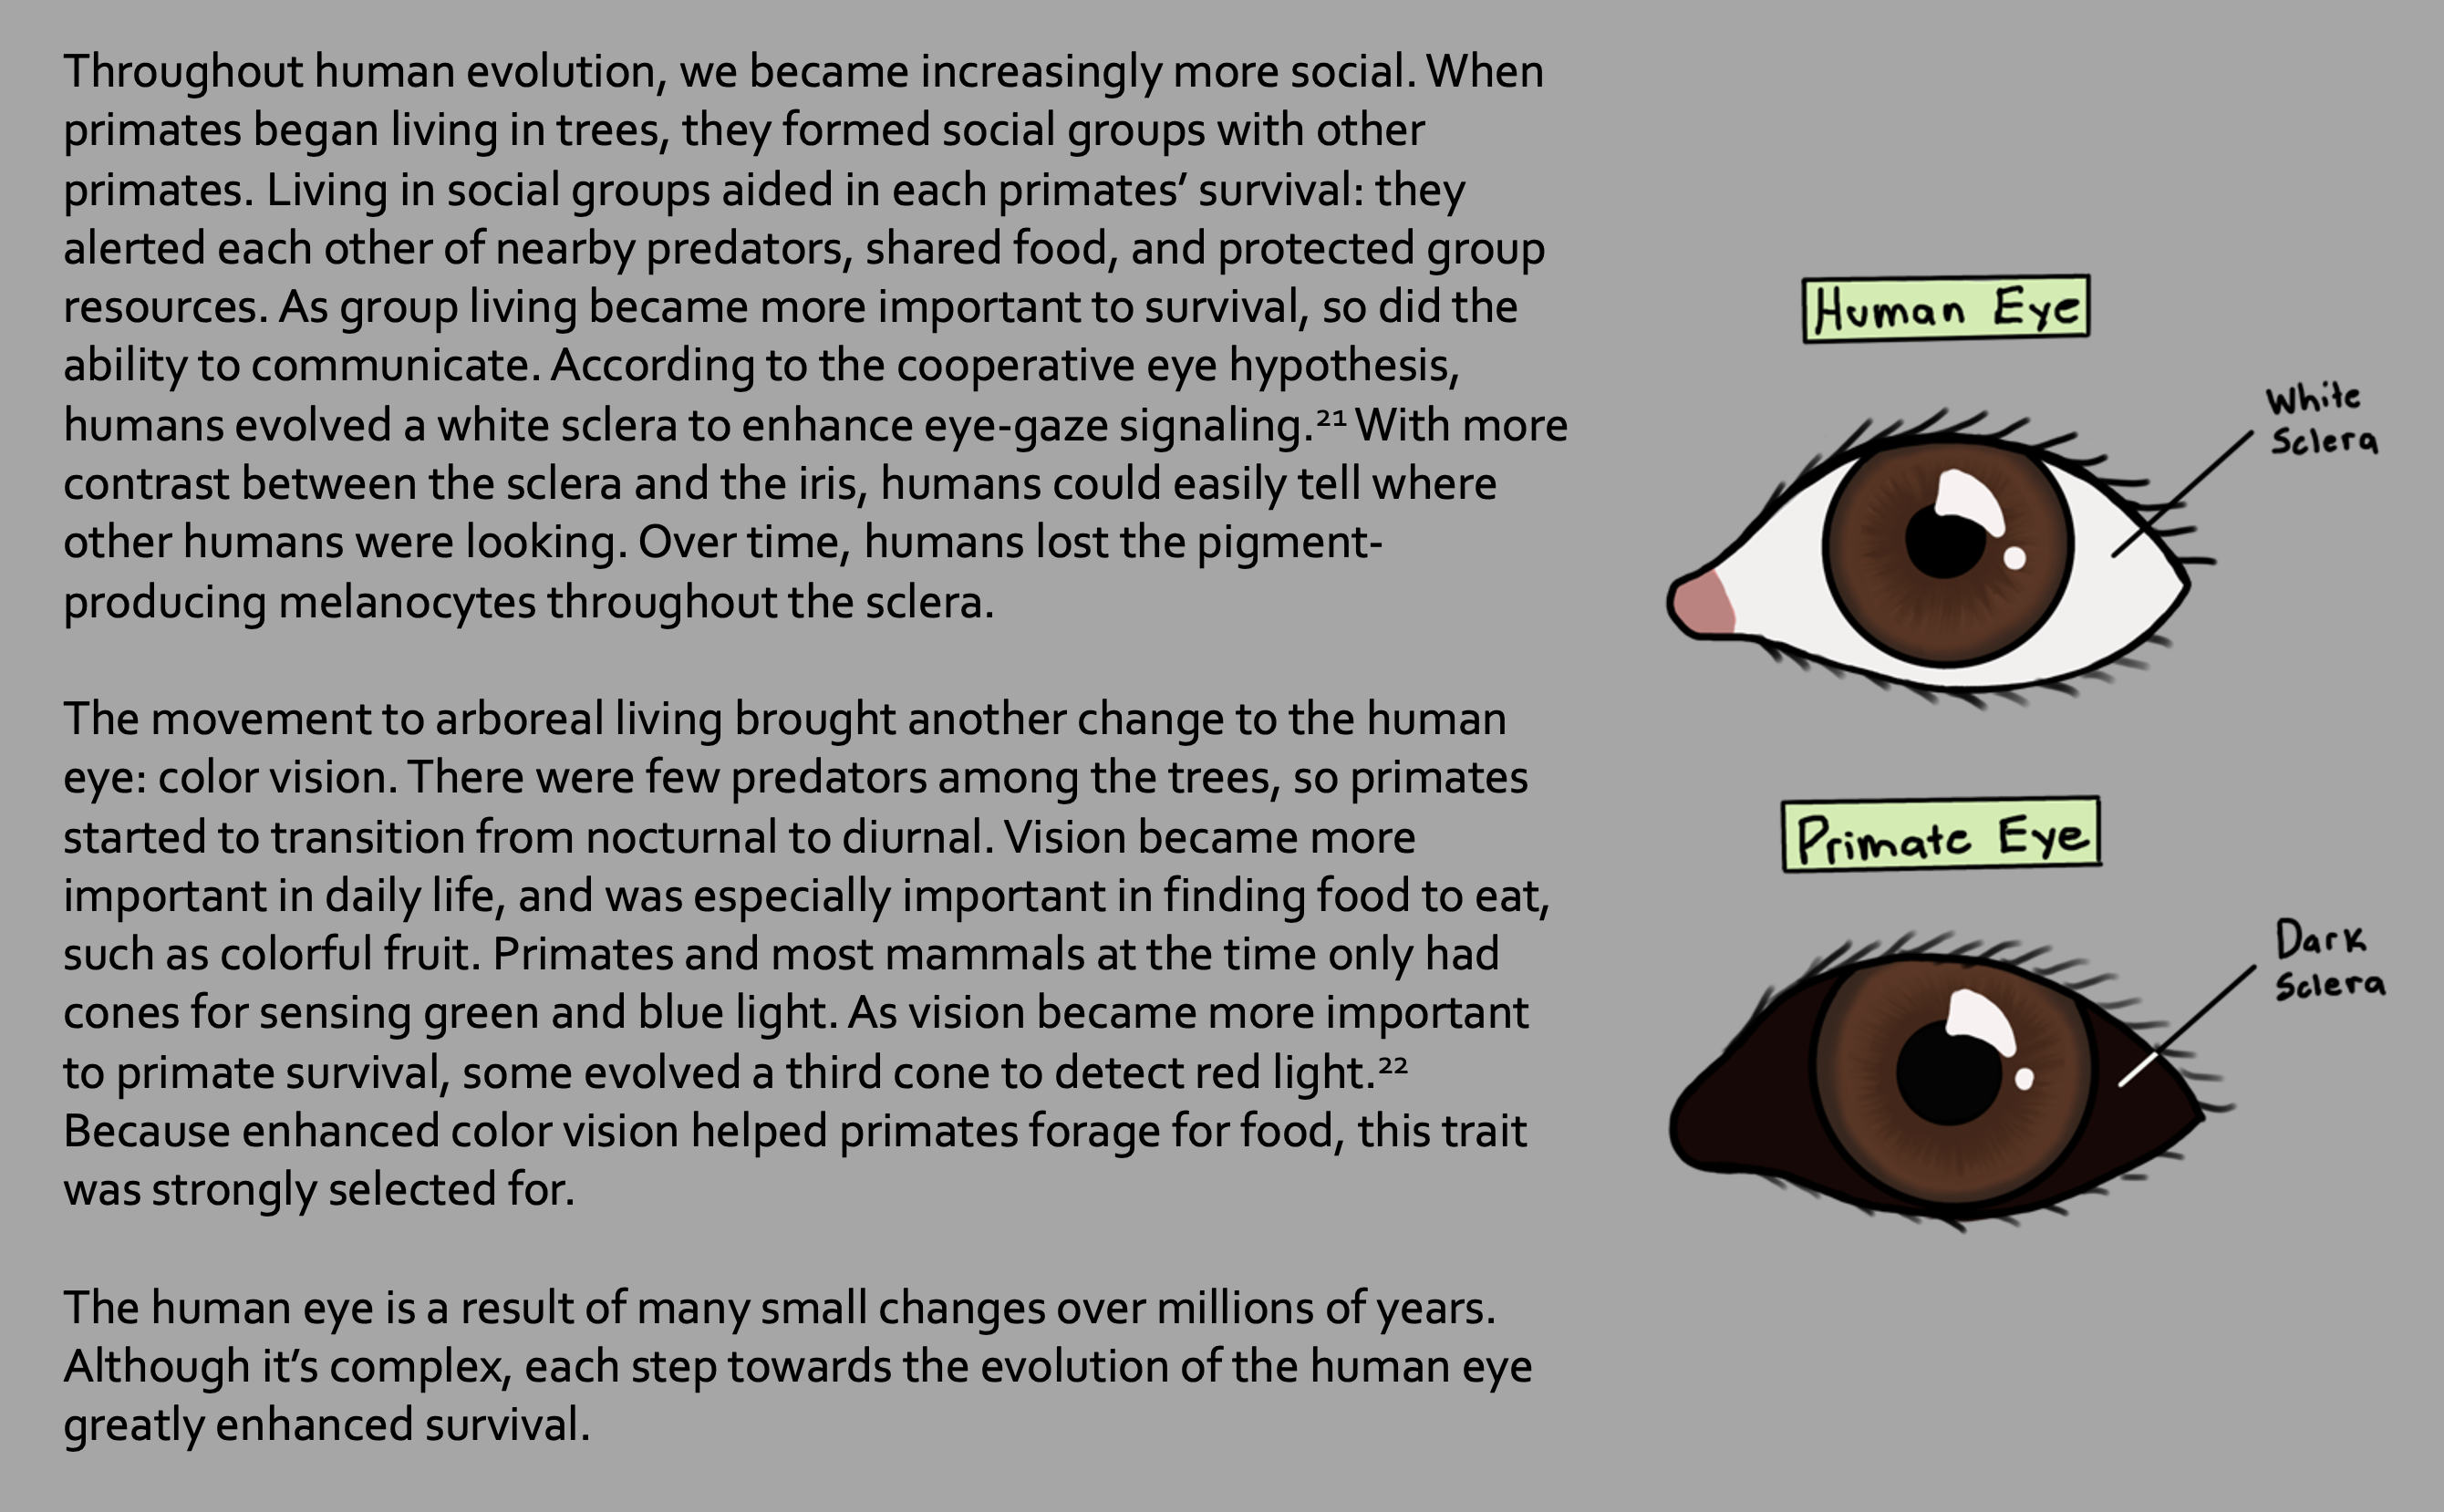 Throughout human evolution, we became increasingly more social. When
primates began living in trees, they formed social groups with other
primates. Living in social groups aided in each primates’ survival: they
alerted each other of nearby predators, shared food, and protected group
resources. As group living became more important to survival, so did the
ability to communicate. According to the cooperative eye hypothesis,
humans evolved a white sclera to enhance eye-gaze signaling.²¹ With more
contrast between the sclera and the iris, humans could easily tell where
other humans were looking. Over time, humans lost the pigment-
producing melanocytes throughout the sclera.
The movement to arboreal living brought another change to the human
eye: color vision. There were few predators among the trees, so primates
started to transition from nocturnal to diurnal. Vision became more
important in daily life, and was especially important in finding food to eat,
such as colorful fruit. Primates and most mammals at the time only had
cones for sensing green and blue light. As vision became more important
to primate survival, some evolved a third cone to detect red light.²²
Because enhanced color vision helped primates forage for food, this trait
was strongly selected for.
The human eye is a result of many small changes over millions of years.
Although it’s complex, each step towards the evolution of the human eye
greatly enhanced survival.
Human Eye
White
Sclera
Primate Eye
Dark
Sclera